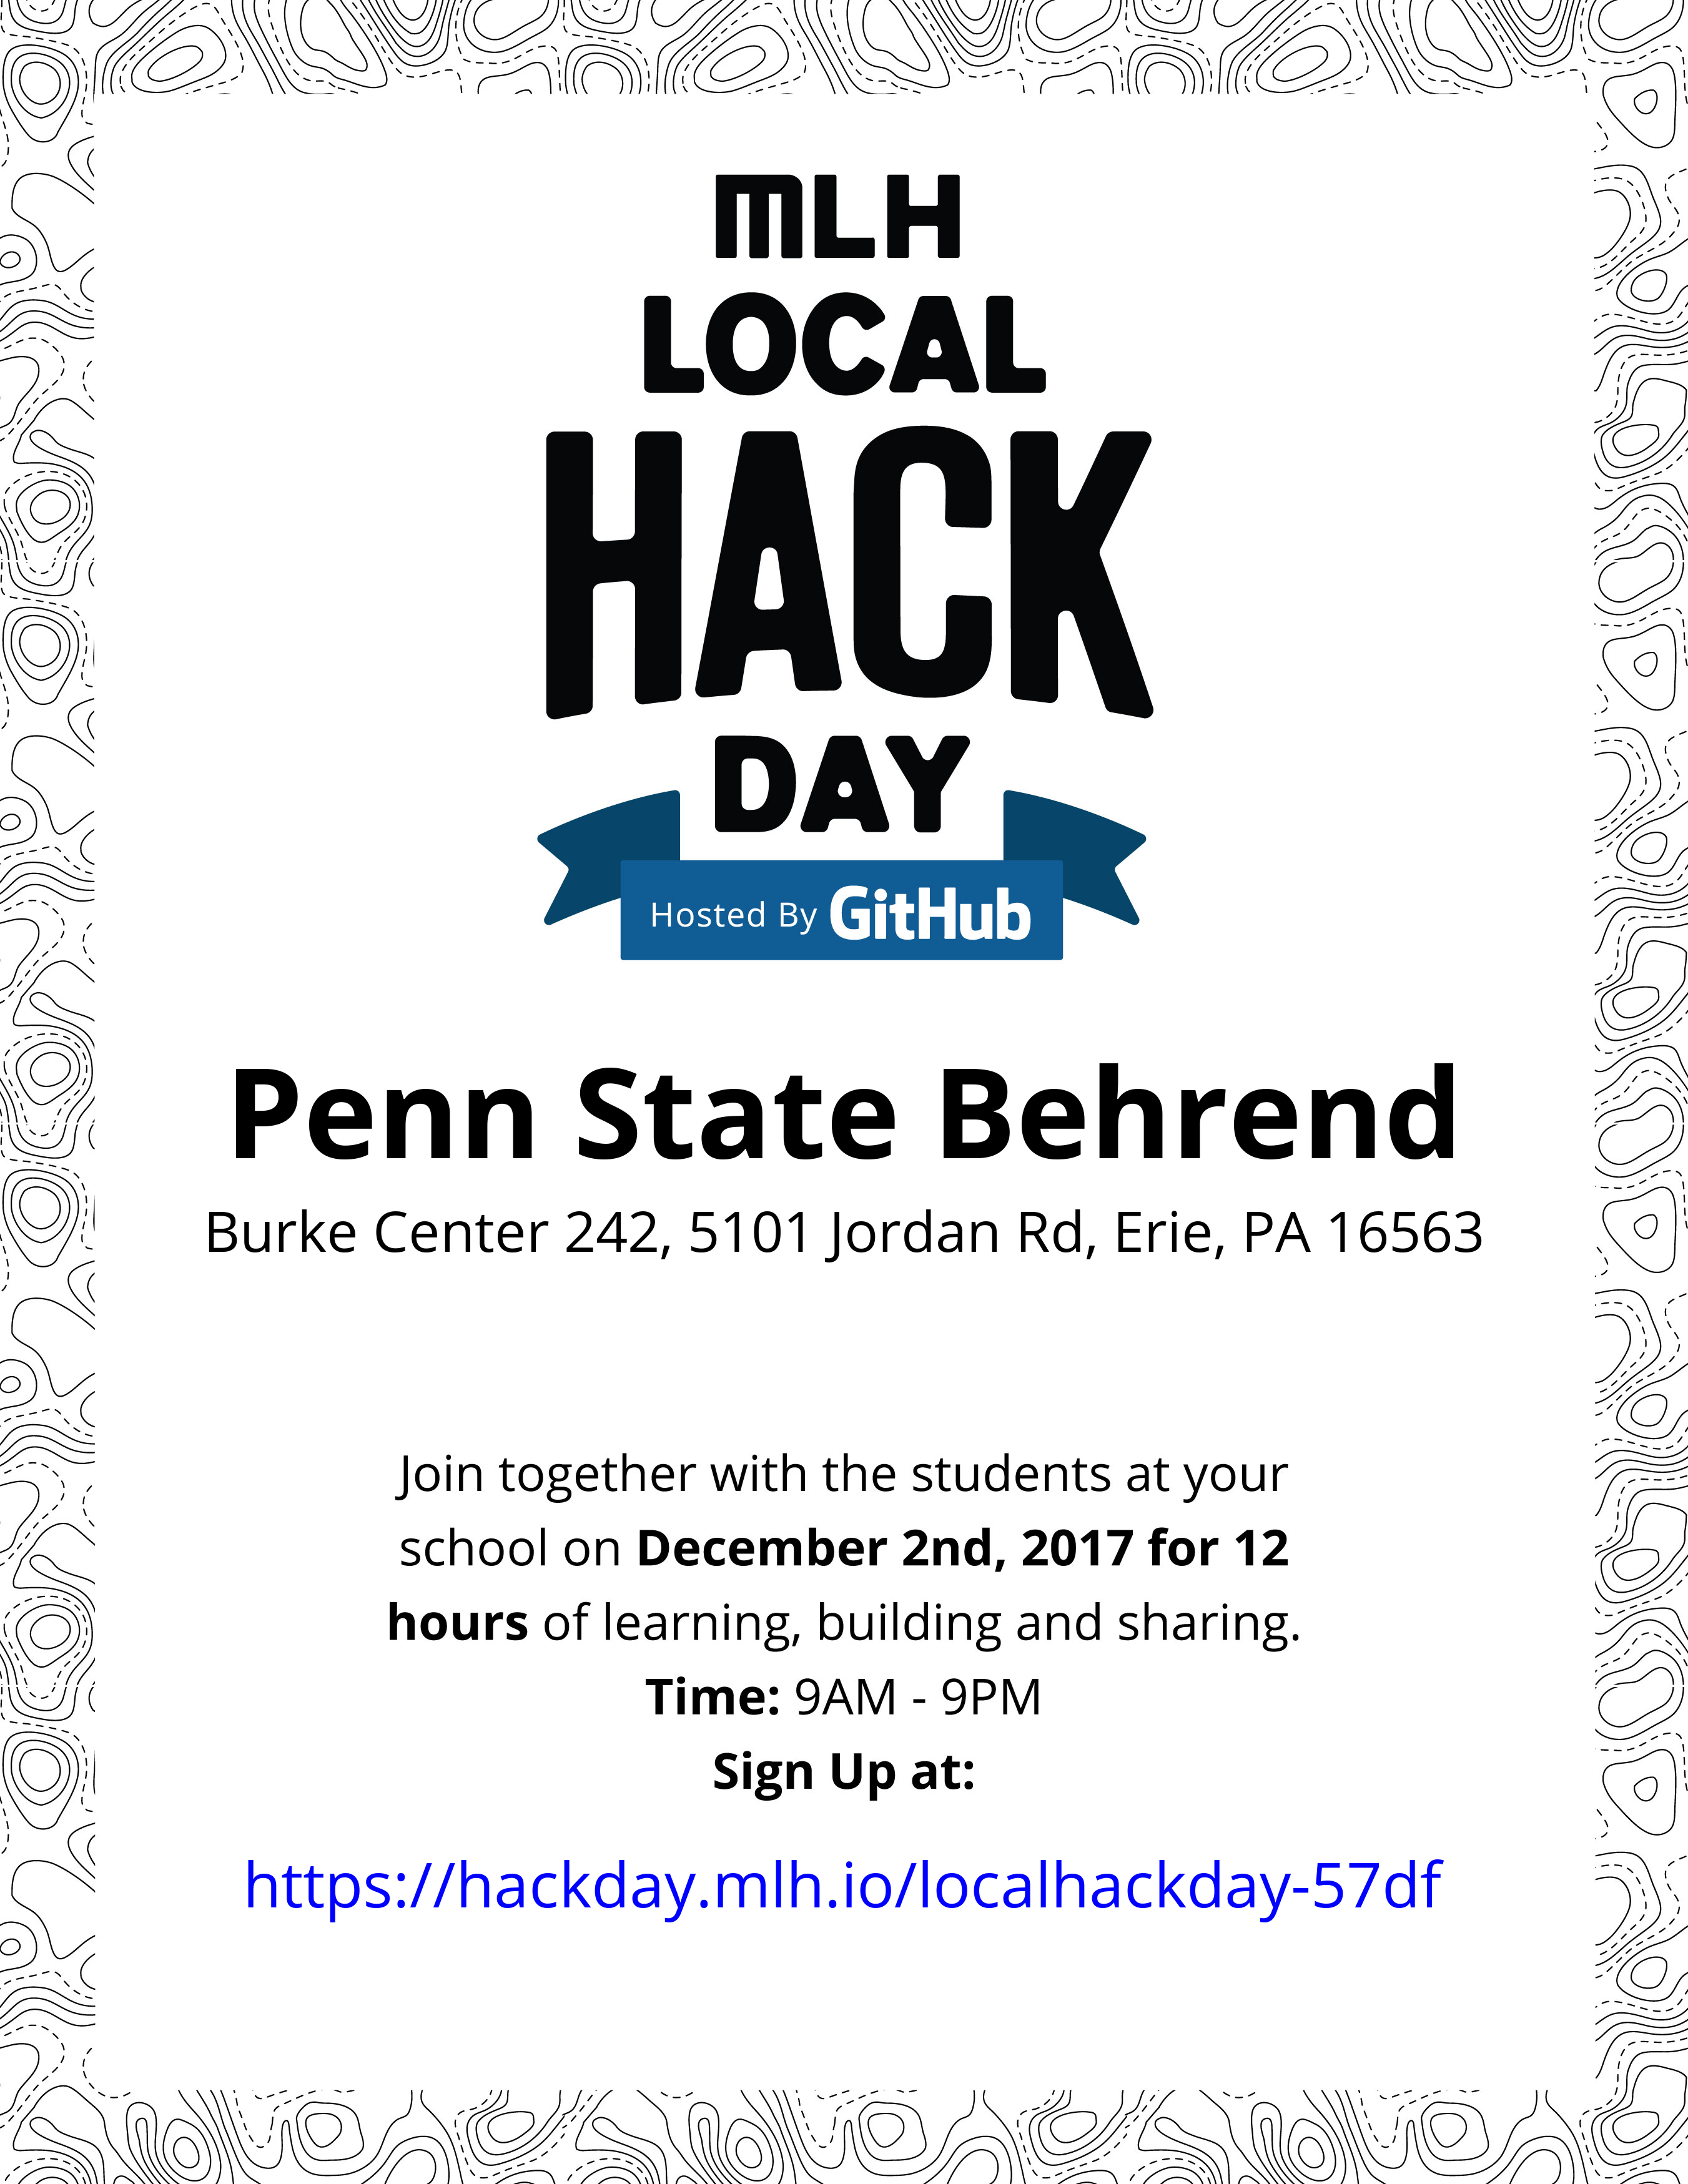 MLH
LOCAL
HACK
DAY
Hosted By GitHub
Penn State Behrend
Burke Center 242, 5101 Jordan Rd, Erie, PA 16563
Join together with the students at your
school on December 2nd, 2017 for 12
hours of learning, building and sharing.
Time: 9AM - 9PM
Sign Up at:
https://hackday.mlh.io/localhackday-57df